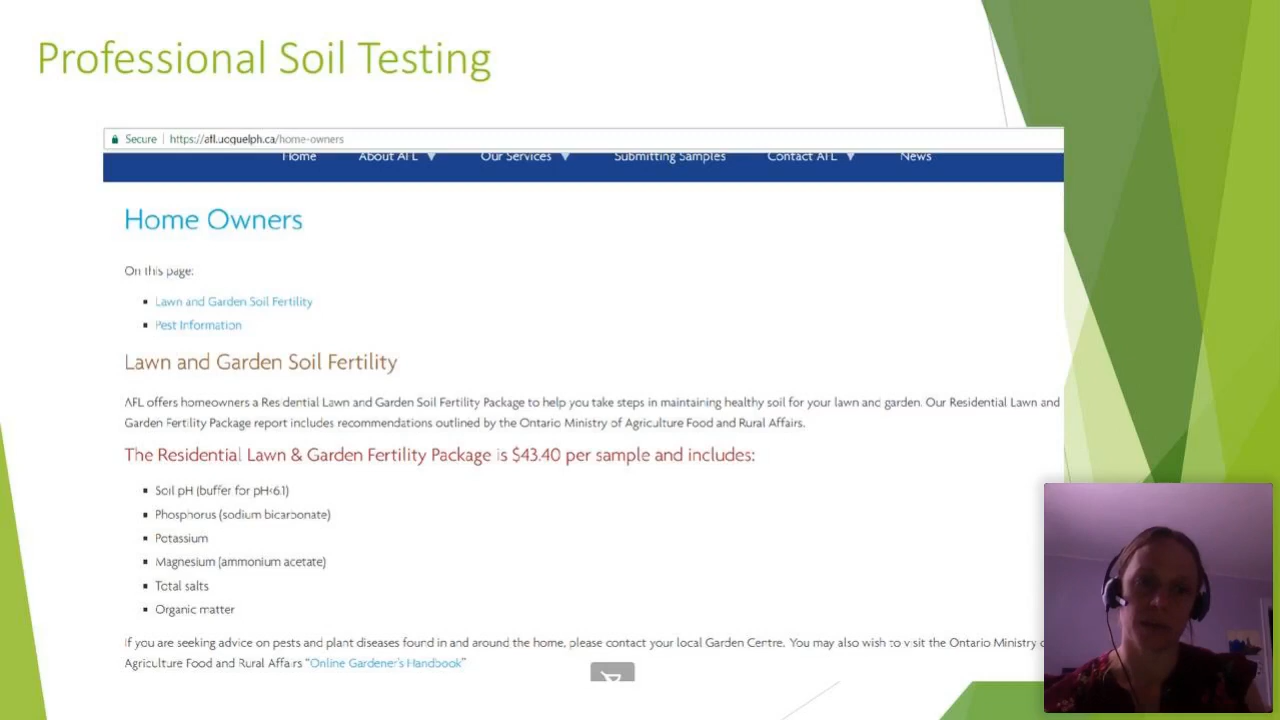 Professional Soil Testing
Secure | https://afl.uoguelph.ca/home-owners
Home About AFL ▼ Our Services ▼ Submitting Samples Contact AFL ▼ News
Home Owners
On this page:
▪ Lawn and Garden Soil Fertility
▪ Pest Information
Lawn and Garden Soil Fertility
AFL offers homeowners a Residential Lawn and Garden Soil Fertility Package to help you take steps in maintaining healthy soil for your lawn and garden. Our Residential Lawn and
Garden Fertility Package report includes recommendations outlined by the Ontario Ministry of Agriculture Food and Rural Affairs.
The Residential Lawn & Garden Fertility Package is $43.40 per sample and includes:
▪ Soil pH (buffer for pH<6.1)
▪ Phosphorus (sodium bicarbonate)
▪ Potassium
▪ Magnesium (ammonium acetate)
▪ Total salts
▪ Organic matter
If you are seeking advice on pests and plant diseases found in and around the home, please contact your local Garden Centre. You may also wish to visit the Ontario Ministry
Agriculture Food and Rural Affairs “Online Gardener's Handbook”